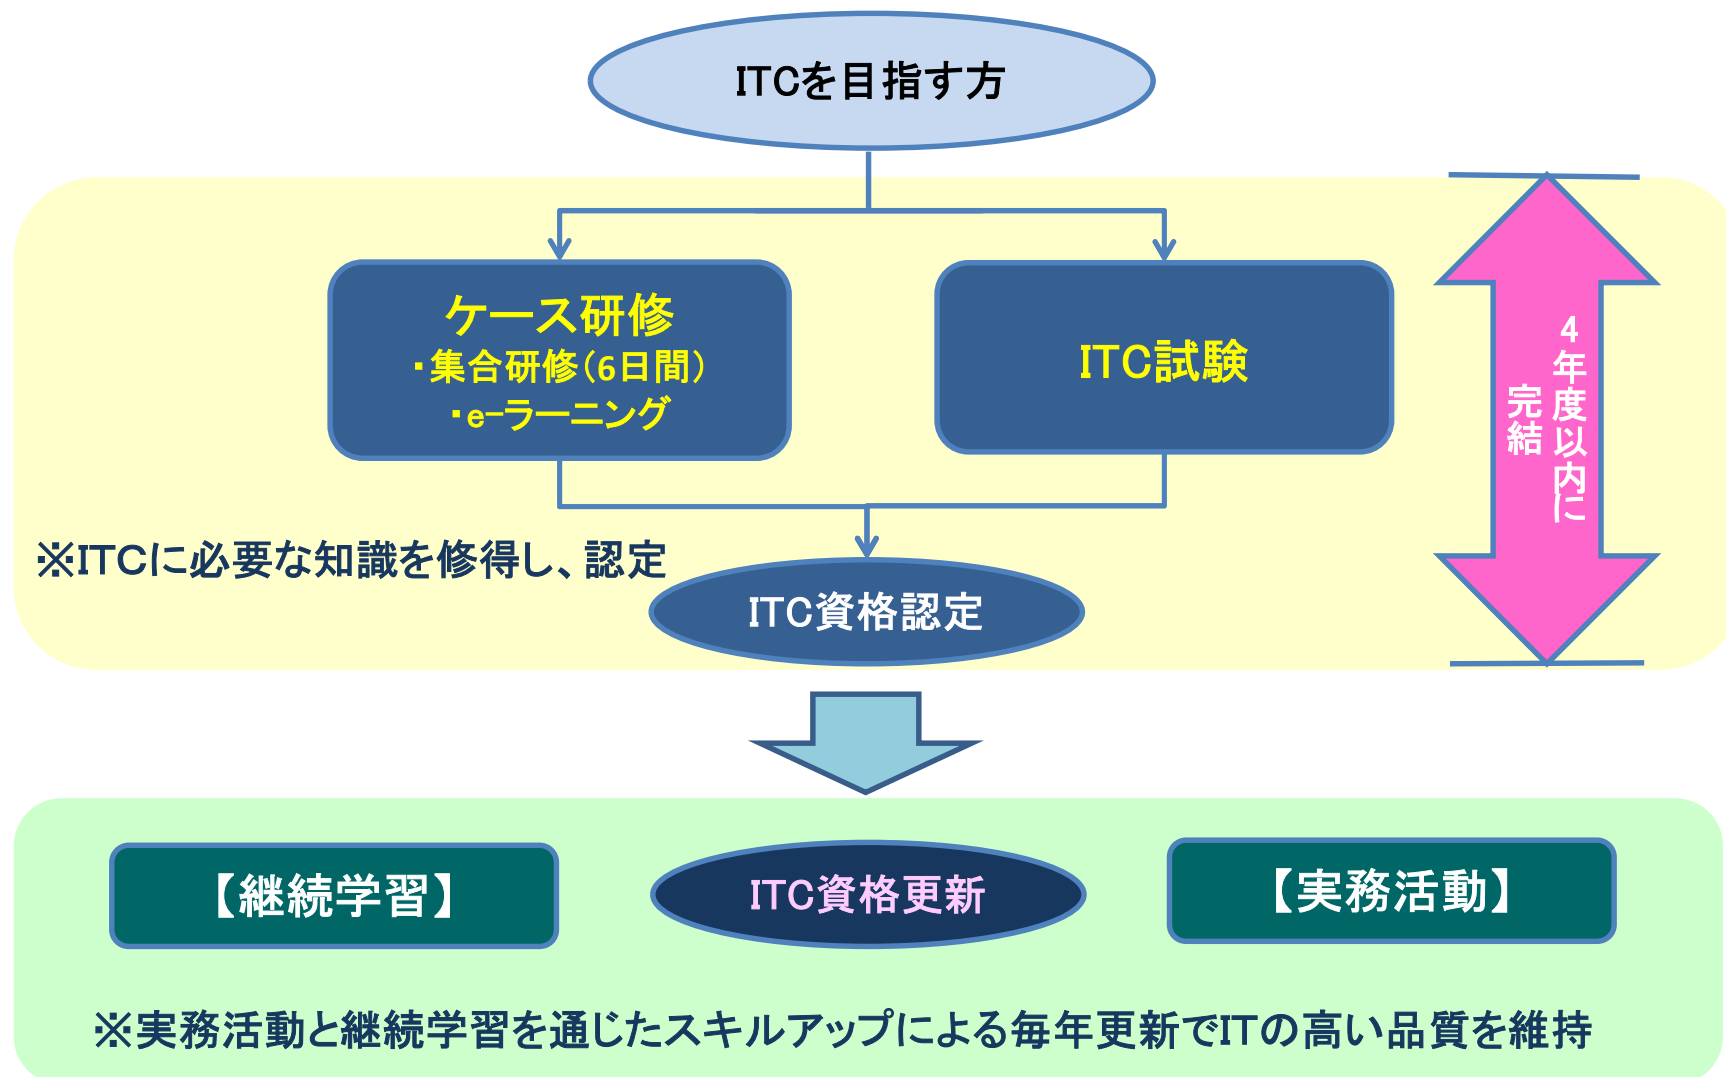 ITCを目指す方
ケース研修
・集合研修(6日間)
・e-ラーニング
ITC試験
4年度以内に
完結
※ITCに必要な知識を修得し、認定
ITC資格認定
【継続学習】
ITC資格更新
【実務活動】
※実務活動と継続学習を通じたスキルアップによる毎年更新でITの高い品質を維持